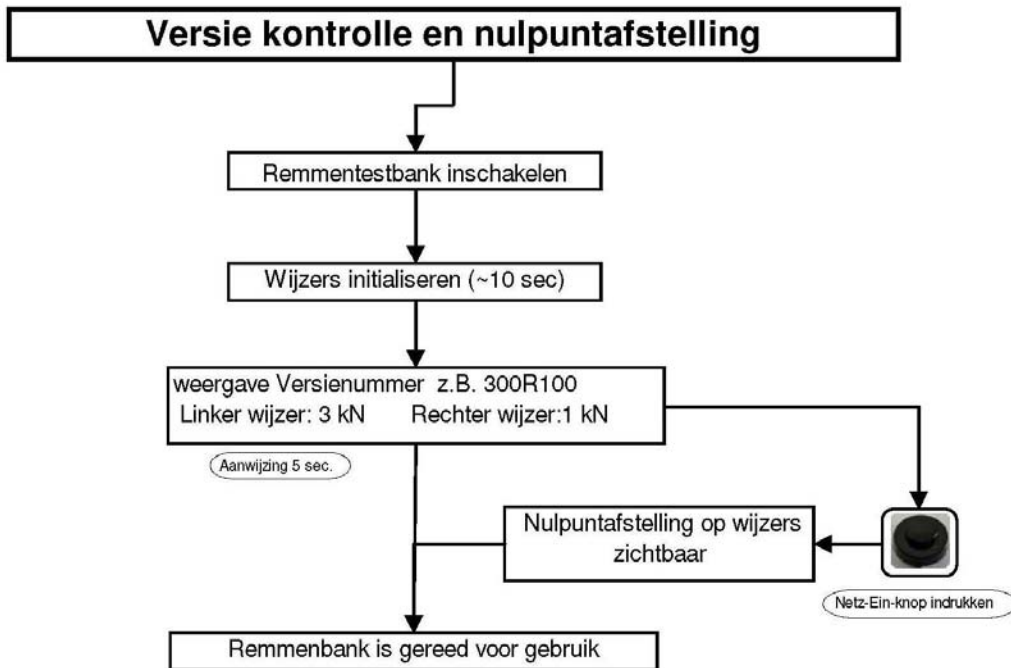 Versie kontrolle en nulpuntafstelling
Remmentestbank inschakelen
Wijzers initialiseren (~10 sec)
weergave Versienummer z.B. 300R100
Linker wijzer: 3 kN Rechter wijzer:1 kN
Aanwijzing 5 sec.
Nulpuntafstelling op wijzers
zichtbaar
Netz-Ein-knop indrukken
Remmenbank is gereed voor gebruik